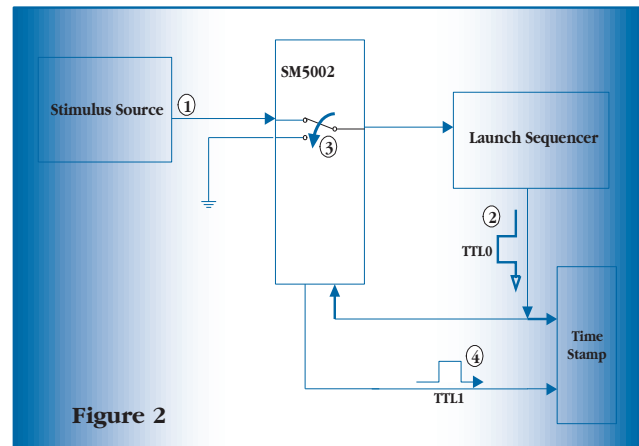 SM5002
Stimulus Source
1
3
Launch Sequencer
2
TTL0
Time
Stamp
4
TTL1
Figure 2